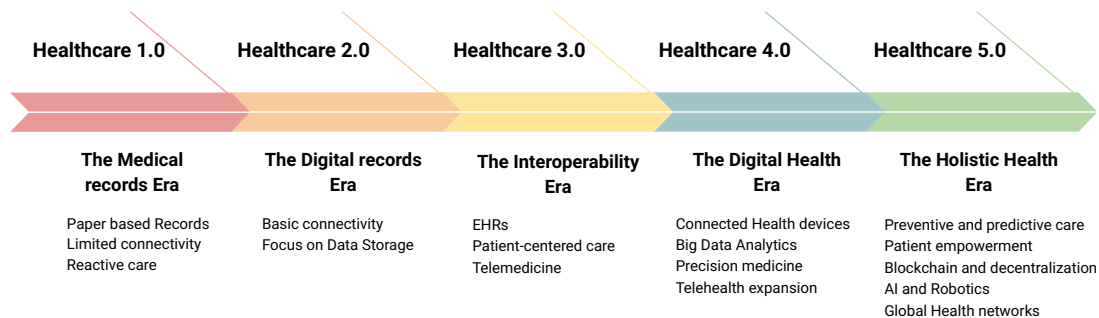 Healthcare 1.0
Healthcare 2.0
Healthcare 3.0
Healthcare 4.0
Healthcare 5.0
The Medical
records Era
Paper based Records
Limited connectivity
Reactive care
The Digital records
Era
Basic connectivity
Focus on Data Storage
The Interoperability
Era
EHRs
Patient-centered care
Telemedicine
The Digital Health
Era
Connected Health devices
Big Data Analytics
Precision medicine
Telehealth expansion
The Holistic Health
Era
Preventive and predictive care
Patient empowerment
Blockchain and decentralization
AI and Robotics
Global Health networks